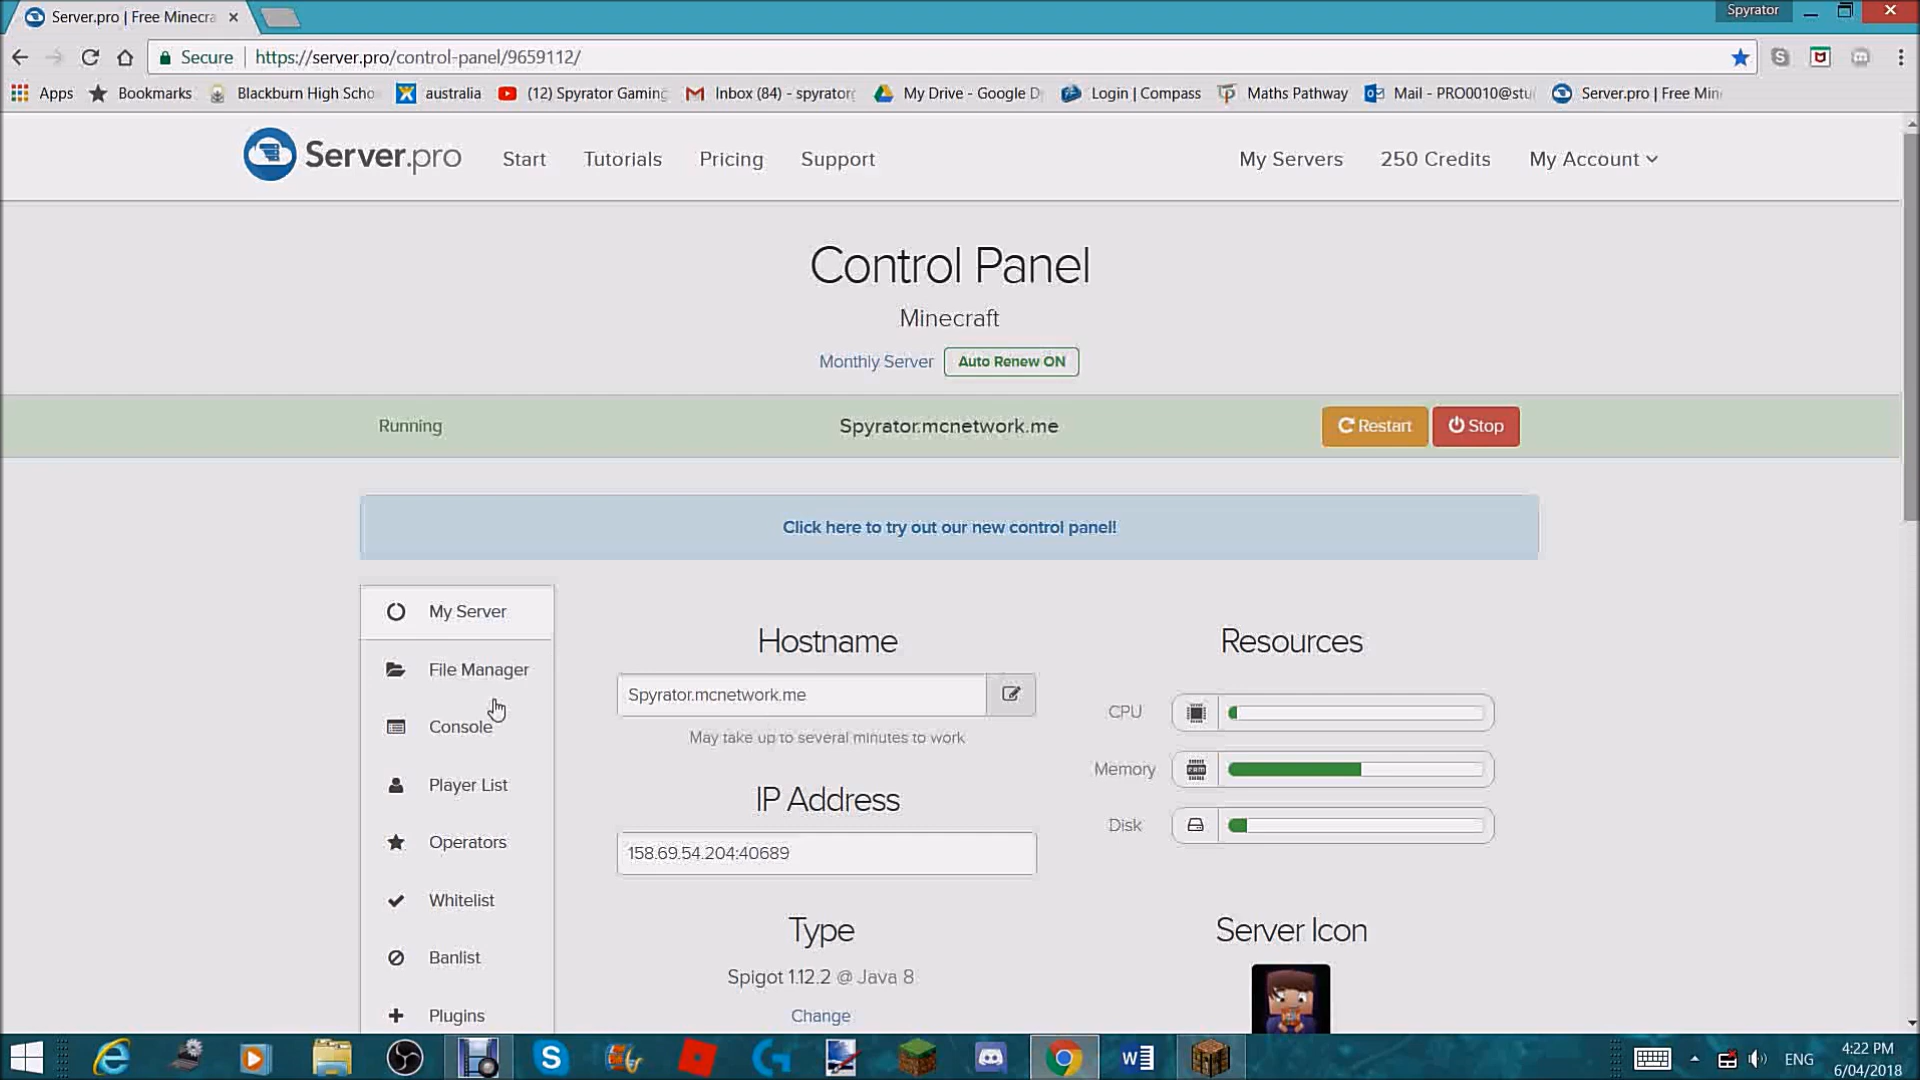 Server.pro | Free Minecra
Spyrator
Secure
https://server.pro/control-panel/9659112/
Apps
Bookmarks
Blackburn High Scho
australia
(12) Spyrator Gaming
Inbox (84) - spyrator
My Drive - Google D
Login | Compass
Maths Pathway
Mail - PRO0010@stu
Server.pro | Free Min
Server.pro
Start
Tutorials
Pricing
Support
My Servers
250 Credits
My Account
Control Panel
Minecraft
Monthly Server
Auto Renew ON
Running
Spyrator.mcnetwork.me
Restart
Stop
Click here to try out our new control panel!
My Server
File Manager
Console
Player List
Operators
Whitelist
Banlist
Plugins
Hostname
Spyrator.mcnetwork.me
May take up to several minutes to work
IP Address
158.69.54.204:40689
Type
Spigot 1.12.2 @ Java 8
Change
Resources
CPU
Memory
Disk
Server Icon
ENG
4:22 PM
6/04/2018